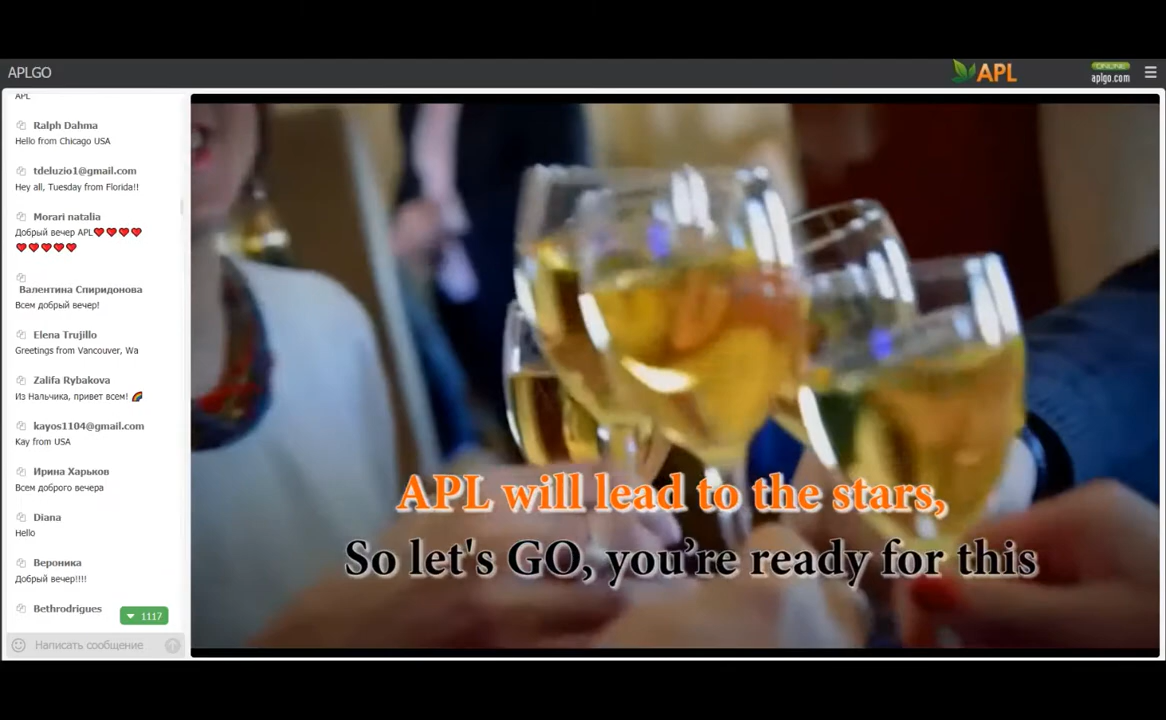 APLGO
APL
ONLINE
aplgo.com
APL
Ralph Dahma
Hello from Chicago USA
tdeluzio1@gmail.com
Hey all, Tuesday from Florida!!
Morari natalia
Добрый вечер APL❤❤❤❤
❤❤❤❤❤
Валентина Спиридонова
Всем добрый вечер!
Elena Trujillo
Greetings from Vancouver, Wa
Zalifa Rybakova
Из Нальчика, привет всем! 🌈
kayos1104@gmail.com
Kay from USA
Ирина Харьков
Всем доброго вечера
Diana
Hello
Вероника
Добрый вечер!!!!
Bethrodrigues
1117
Написать сообщение
APL will lead to the stars,
So let's GO, you’re ready for this